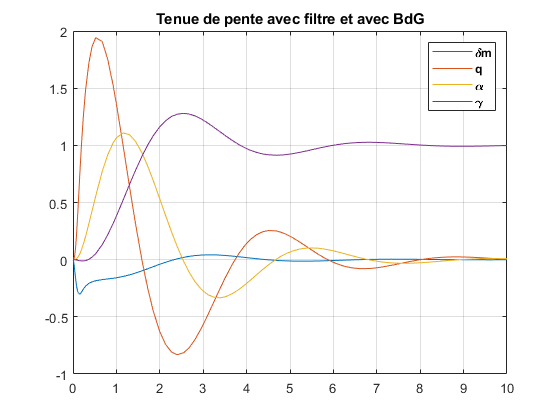 Tenue de pente avec filtre et avec BdG
2
1.5
1
0.5
0
-0.5
-1
0 1 2 3 4 5 6 7 8 9 10
δm
q
α
γ